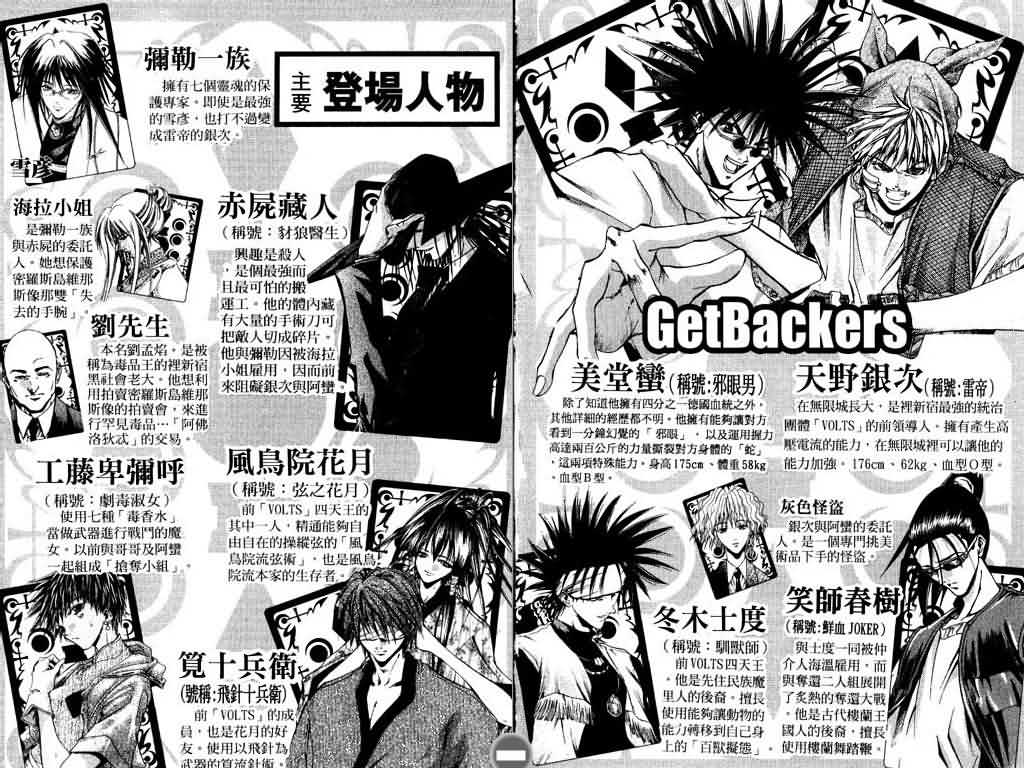 主要 登場人物
彌勒一族
擁有七個靈魂的保
護專家,即使是最強
的雪彥,也打不過變
成雷帝的銀次。
雪彥
海拉小姐
是彌勒一族
與赤屍的委託
人。她想保護
密羅斯島維那
斯像那雙「失
去的手腕」。
赤屍藏人
(稱號:豺狼醫生)
興趣是殺人
,是個最強而
且最可怕的搬
運工。他的體內藏
有大量的手術刀可
把敵人切成碎片。
他與彌勒因被海拉
小姐雇用,因而前
來阻礙銀次與阿蠻
劉先生
本名劉孟焰,是被
稱為毒品王的裡新宿
黑社會老大。他想利
用拍賣密羅斯島維那
斯像的拍賣會,來進
行罕見毒品…「阿佛
洛狄忒」的交易。
工藤卑彌呼
(稱號:劇毒淑女)
使用七種「毒香水」
當做武器進行戰鬥的魔
女。以前與哥哥及阿蠻
一起組成「搶奪小組」。
風鳥院花月
(稱號:弦之花月)
前「VOLTS」四天王的
其中一人,精通能夠自
由自在的操縱弦的「風
鳥院流弦術」,也是風鳥
院流本家的生存者。
筧十兵衛
(號稱:飛針十兵衛)
前「VOLTS」的成
員,也是花月的好
友。使用以飛針為
武器的筧流針術。
GetBackers
美堂蠻(稱號:邪眼男)
除了知道他擁有四分之一德國血統之外,
其他詳細的經歷都不明。他擁有能夠讓對方
看到一分鐘幻覺的「邪眼」,以及運用握力
高達兩百公斤的力量撕裂對方身體的「蛇」
,這兩項特殊能力。身高175cm、體重58kg
。血型B型。
天野銀次(稱號:雷帝)
在無限城長大,是裡新宿最強的統治
團體「VOLTS」的前領導人。擁有產生高
壓電流的能力,在無限城裡可以讓他的
能力加強。176cm、62kg、血型O型。
灰色怪盜
銀次與阿蠻的委託
人。是一個專門挑美
術品下手的怪盜。
冬木士度
(稱號:馴獸師)
前VOLTS四天王
。他是先住民族魔
里人的後裔。擅長
使用能夠讓動物的
能力轉移到自己身
上的「百獸擬態」。
笑師春樹
(稱號:鮮血JOKER)
與士度一同被仲
介人海溫雇用,而
與奪還二人組展開
了炙熱的奪還大戰
。他是古代樓蘭王
國人的後裔,擅長
使用樓蘭舞踏鞭。